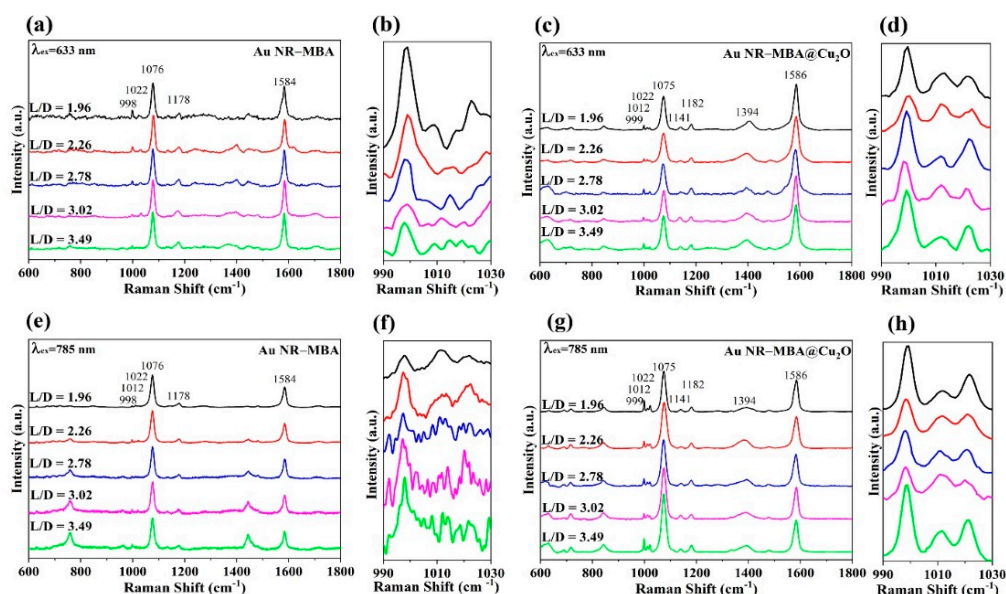 (a)
λex=633 nm
Au NR–MBA
1076
1584
1022
998
1178
L/D = 1.96
L/D = 2.26
L/D = 2.78
L/D = 3.02
L/D = 3.49
Intensity (a.u.)
600 800 1000 1200 1400 1600 1800
Raman Shift (cm⁻¹)
(b)
Intensity (a.u.)
990 1010 1030
Raman Shift (cm⁻¹)
(c)
λex=633 nm
Au NR–MBA@Cu₂O
1075
1586
1022
1012
999
1182
1141
1394
L/D = 1.96
L/D = 2.26
L/D = 2.78
L/D = 3.02
L/D = 3.49
Intensity (a.u.)
600 800 1000 1200 1400 1600 1800
Raman Shift (cm⁻¹)
(d)
Intensity (a.u.)
990 1010 1030
Raman Shift (cm⁻¹)
(e)
λex=785 nm
Au NR–MBA
1076
1584
1022
1012
998
1178
L/D = 1.96
L/D = 2.26
L/D = 2.78
L/D = 3.02
L/D = 3.49
Intensity (a.u.)
600 800 1000 1200 1400 1600 1800
Raman Shift (cm⁻¹)
(f)
Intensity (a.u.)
990 1010 1030
Raman Shift (cm⁻¹)
(g)
λex=785 nm
Au NR–MBA@Cu₂O
1075
1586
1022
1012
999
1182
1141
1394
L/D = 1.96
L/D = 2.26
L/D = 2.78
L/D = 3.02
L/D = 3.49
Intensity (a.u.)
600 800 1000 1200 1400 1600 1800
Raman Shift (cm⁻¹)
(h)
Intensity (a.u.)
990 1010 1030
Raman Shift (cm⁻¹)